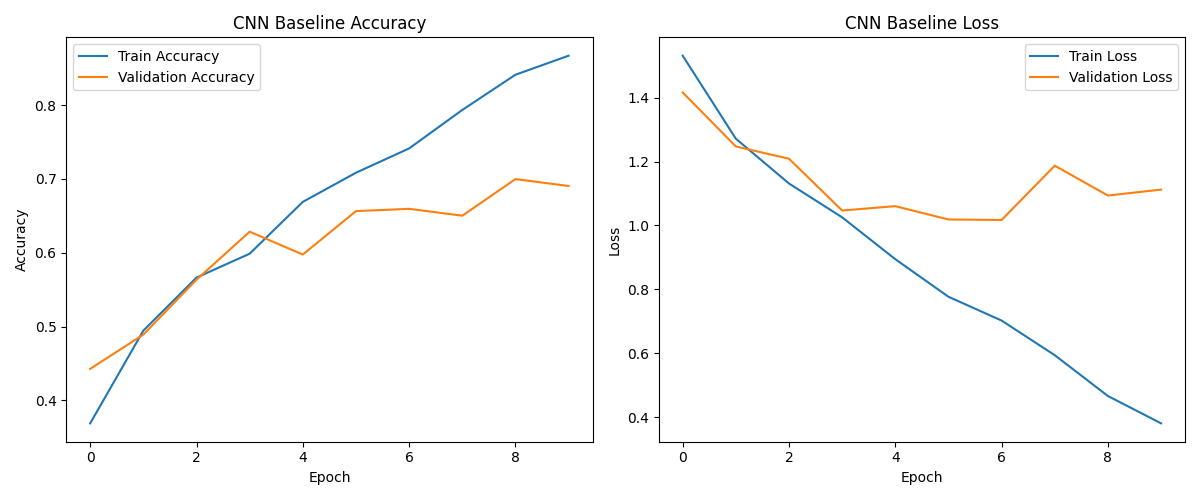 CNN Baseline Accuracy
Train Accuracy
Validation Accuracy
Accuracy
0.8
0.7
0.6
0.5
0.4
0 2 4 6 8
Epoch
CNN Baseline Loss
Train Loss
Validation Loss
Loss
1.4
1.2
1.0
0.8
0.6
0.4
0 2 4 6 8
Epoch